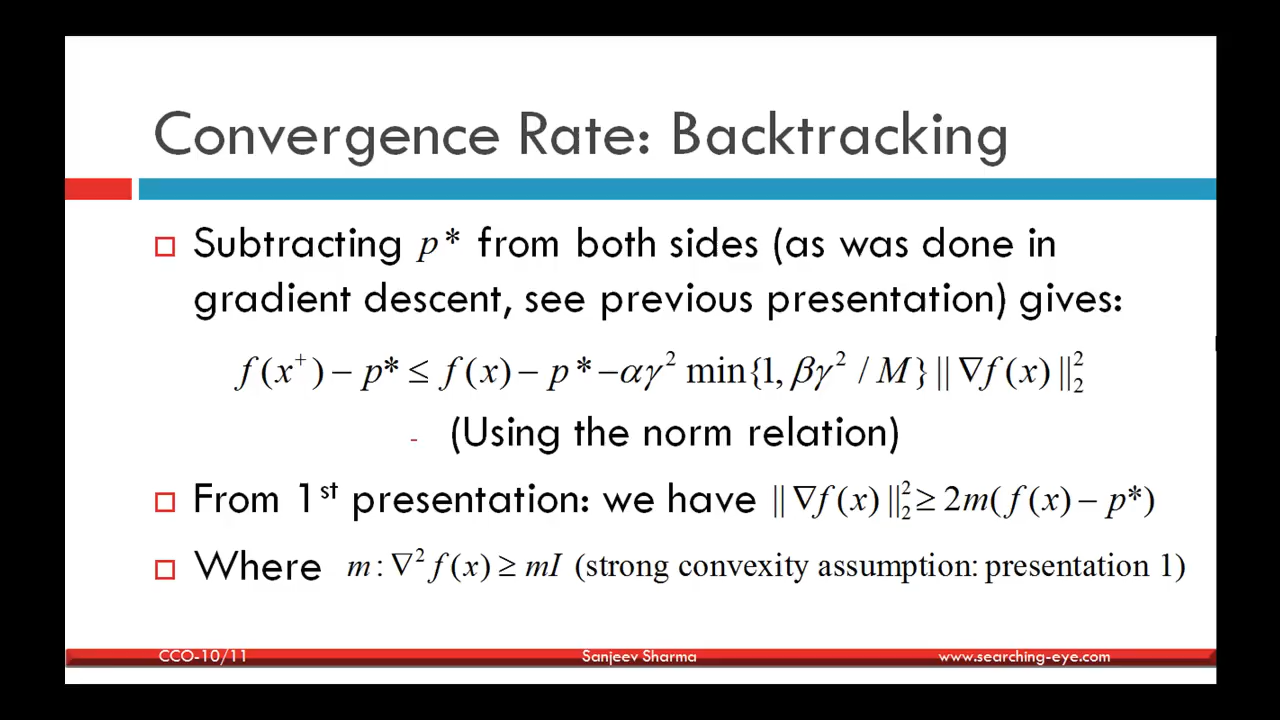 Convergence Rate: Backtracking
Subtracting p* from both sides (as was done in
gradient descent, see previous presentation) gives:
f(x⁺) − p* ≤ f(x) − p* −αγ² min{1, βγ² / M} || ∇f(x) ||₂²
- (Using the norm relation)
From 1st presentation: we have || ∇f(x) ||₂² ≥ 2m(f(x) − p*)
Where m : ∇² f(x) ≥ mI (strong convexity assumption: presentation 1)
CCO-10/11 Sanjeev Sharma www.searching-eye.com